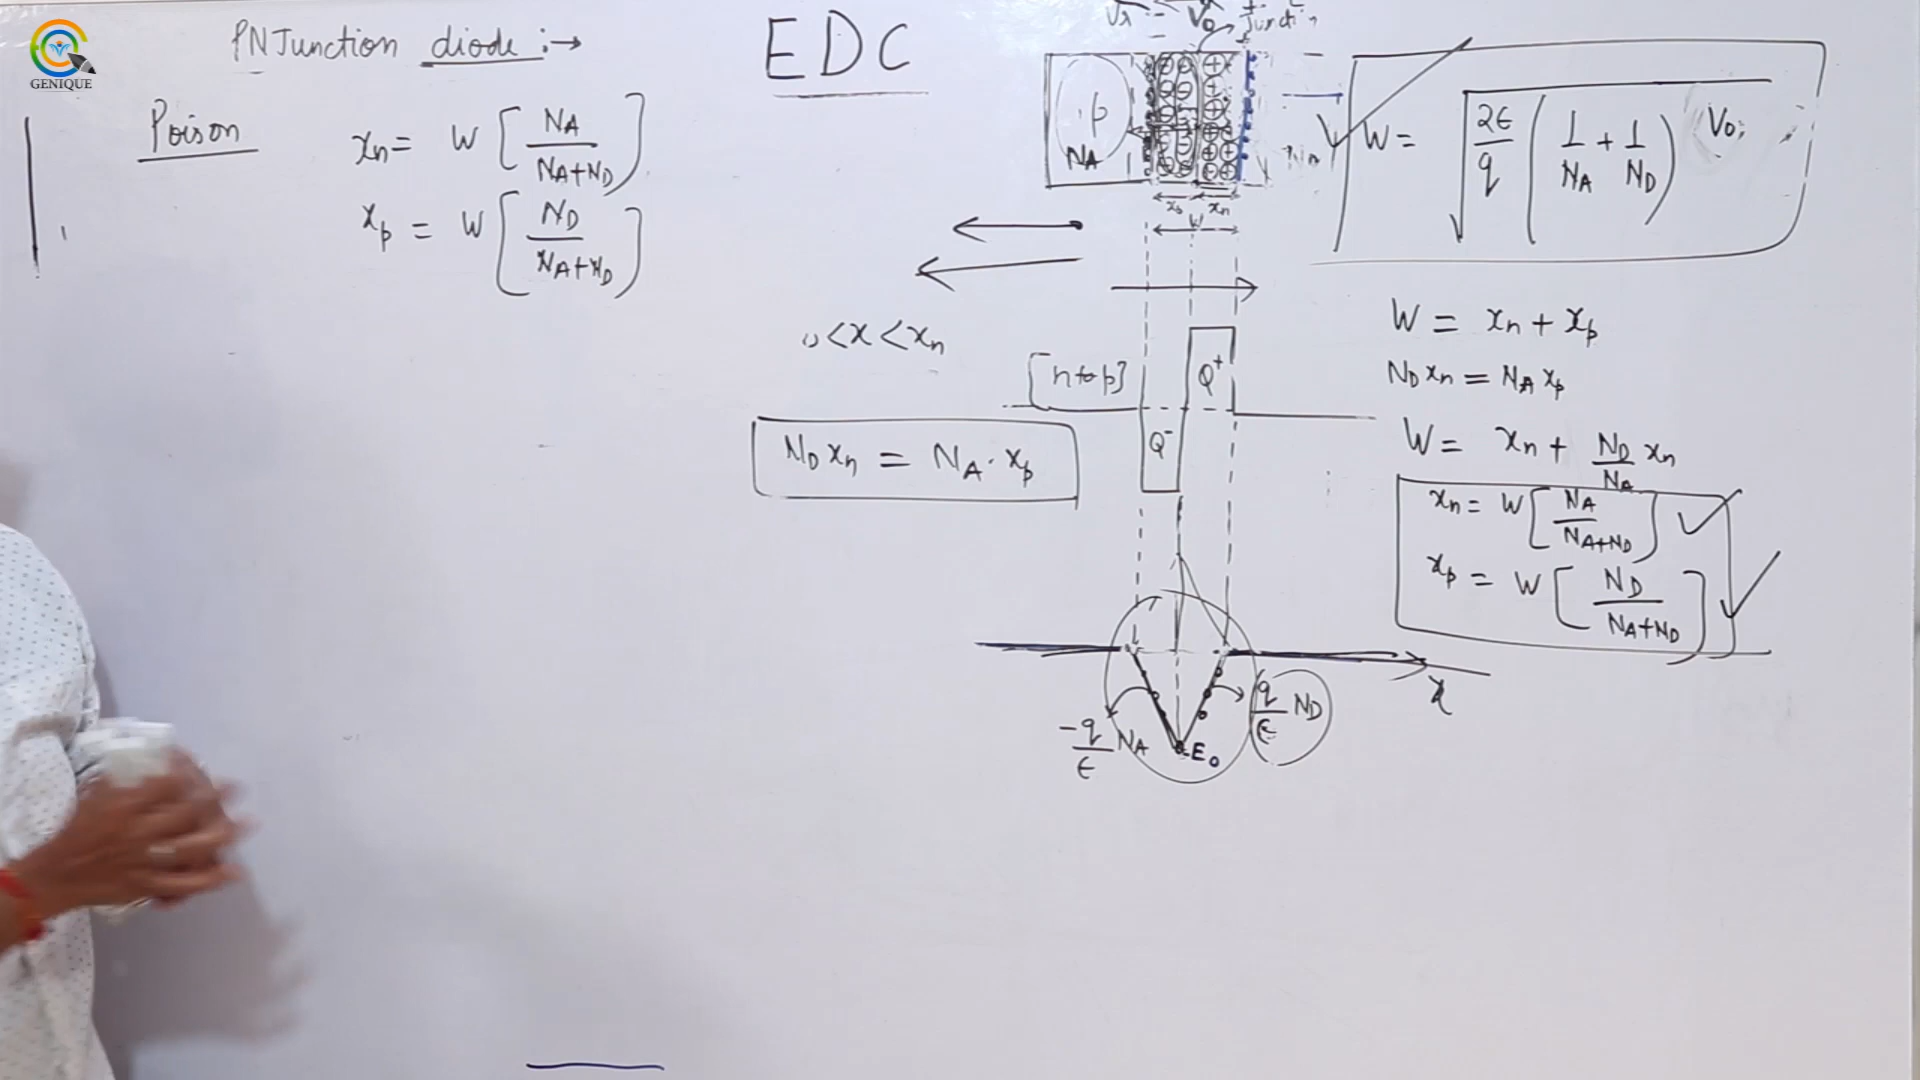 GENIQUE
PN Junction diode :→
EDC
Poison
xn = W [NA / NA+ND]
xp = W [ND / NA+ND]
V0
Junction
p
NA
xp xn
W
W = √(2ϵ/q (1/NA + 1/ND) V0)
W = xn + xp
ND xn = NA xp
W = xn + ND/NA xn
xn = W [NA / NA+ND]
xp = W [ND / NA+ND]
0 < x < xn
[n to p]
Q+
Q-
ND xn = NA . xp
-q/ϵ NA
E0
q/ϵ ND
x